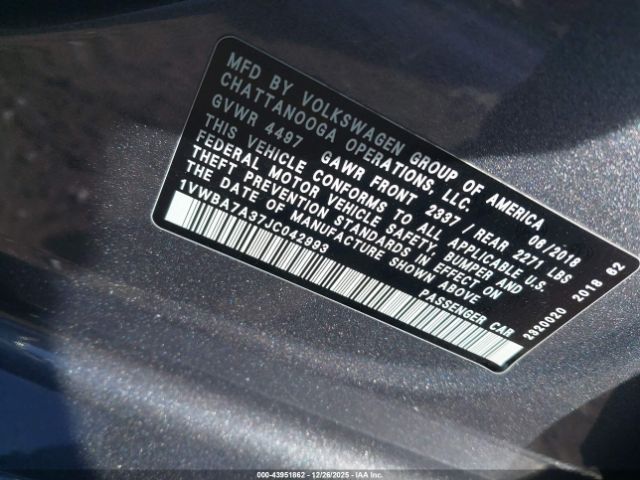 MFD BY VOLKSWAGEN GROUP OF AMERICA
CHATTANOOGA OPERATIONS, LLC. 06/2018
GVWR 4497 GAWR FRONT 2337 / REAR 2271 LBS
THIS VEHICLE CONFORMS TO ALL APPLICABLE U.S.
FEDERAL MOTOR VEHICLE SAFETY BUMPER AND
THEFT PREVENTION STANDARDS IN EFFECT ON
THE DATE OF MANUFACTURE SHOWN ABOVE
1VWBA7A37JC042893 PASSENGER CAR
2320020 2018 62
000-43951862 - 12/26/2025 - IAA Inc.